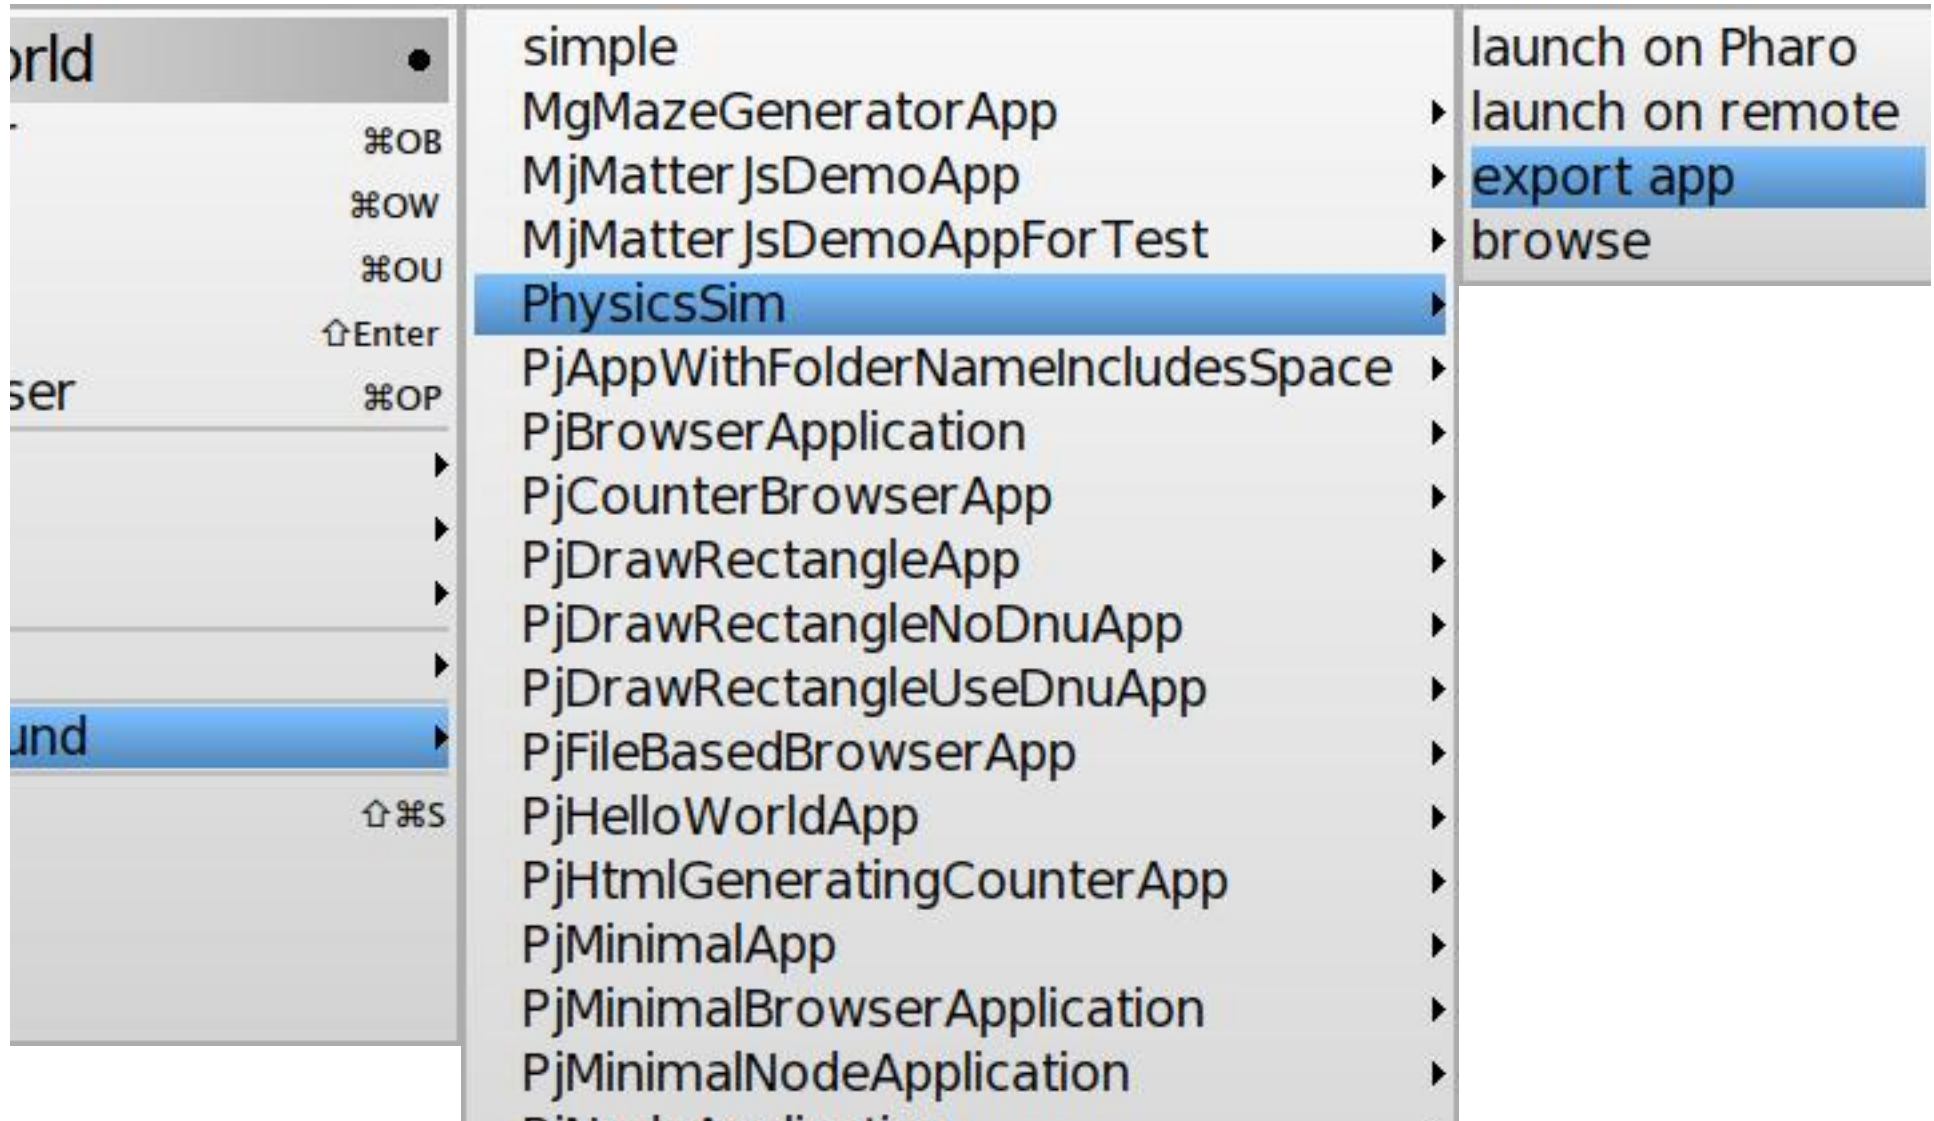 orld
⌘OB
⌘OW
⌘OU
⇧Enter
ser ⌘OP
und
⇧⌘S
simple
MgMazeGeneratorApp
MjMatterJsDemoApp
MjMatterJsDemoAppForTest
PhysicsSim
PjAppWithFolderNameIncludesSpace
PjBrowserApplication
PjCounterBrowserApp
PjDrawRectangleApp
PjDrawRectangleNoDnuApp
PjDrawRectangleUseDnuApp
PjFileBasedBrowserApp
PjHelloWorldApp
PjHtmlGeneratingCounterApp
PjMinimalApp
PjMinimalBrowserApplication
PjMinimalNodeApplication
launch on Pharo
launch on remote
export app
browse